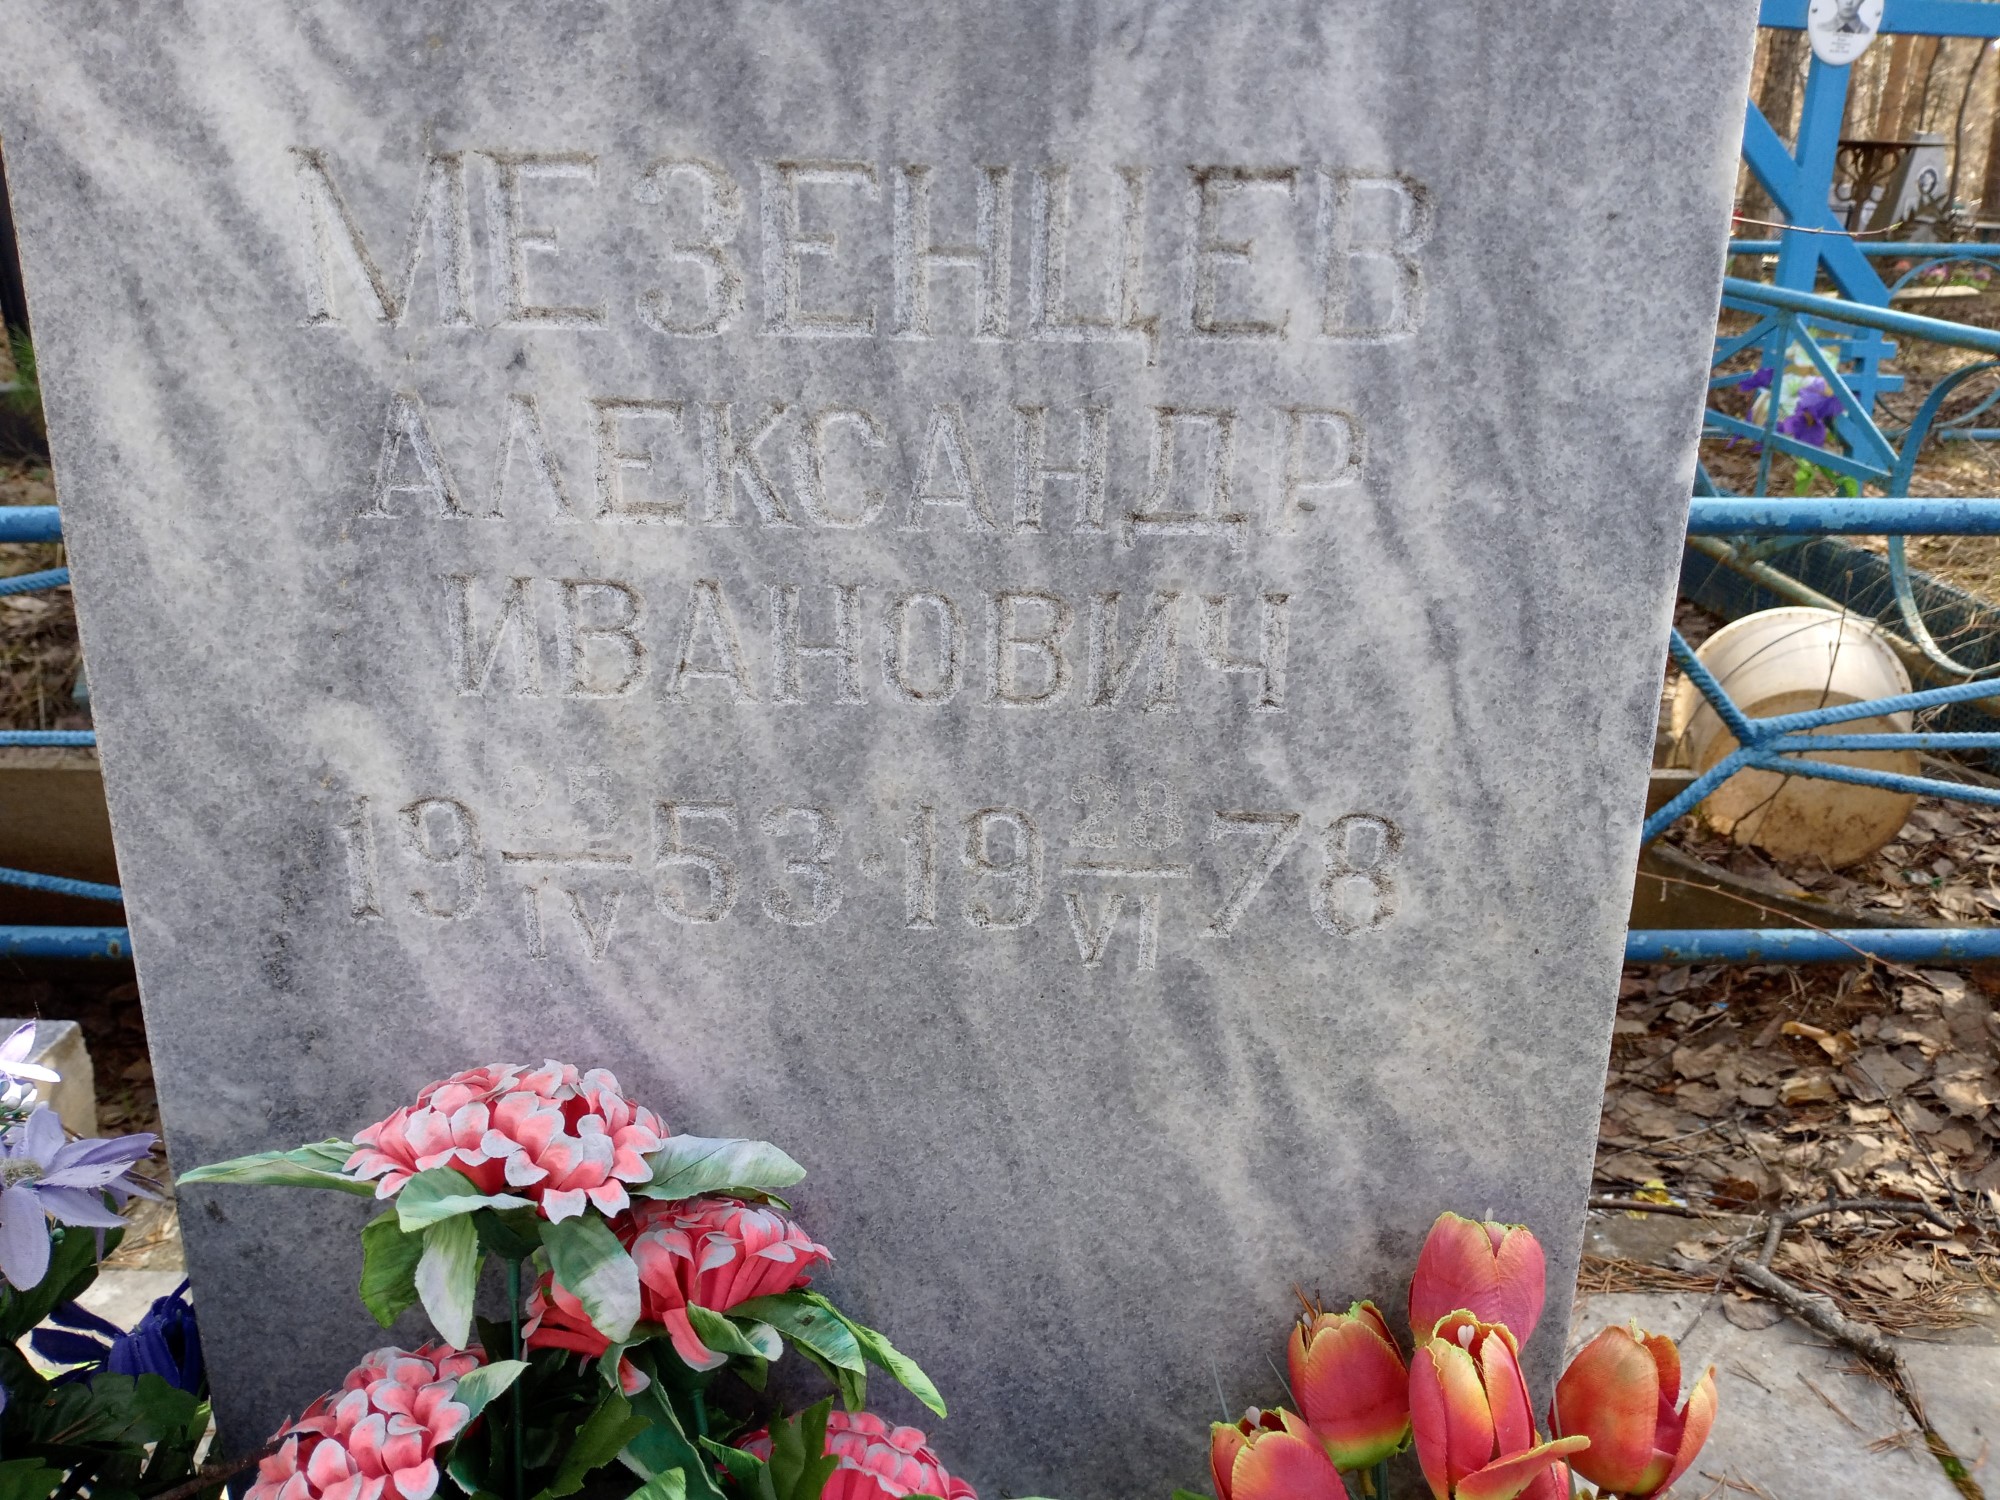 МЕЗЕНЦЕВ
АЛЕКСАНДР
ИВАНОВИЧ
19 25/IV 53 · 19 28/VI 78